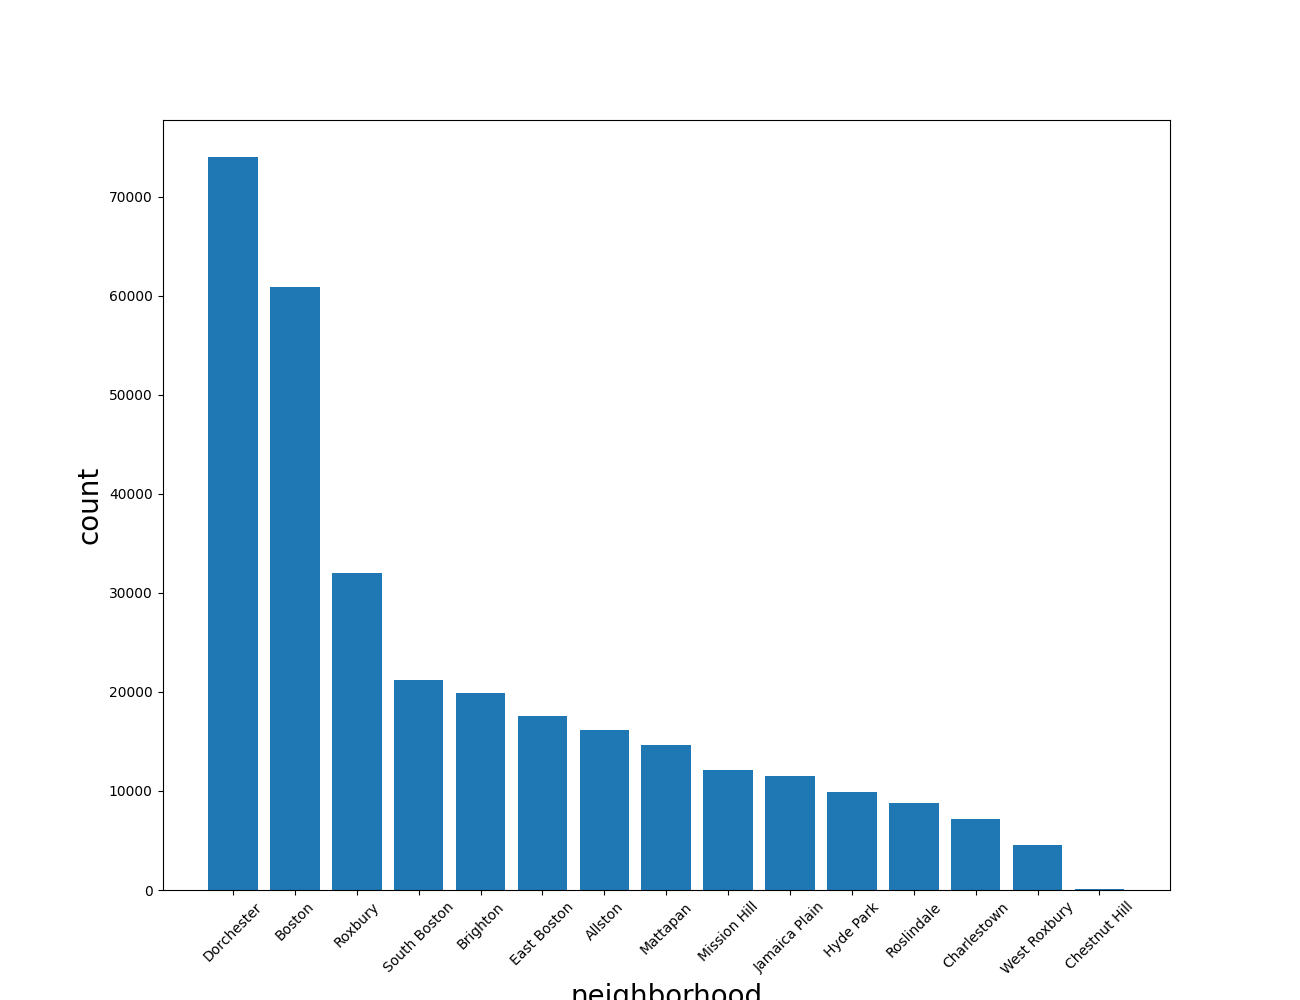 70000
60000
50000
40000
30000
20000
10000
0
count
Dorchester
Boston
Roxbury
South Boston
Brighton
East Boston
Allston
Mattapan
Mission Hill
Jamaica Plain
Hyde Park
Roslindale
Charlestown
West Roxbury
Chestnut Hill
neighborhood